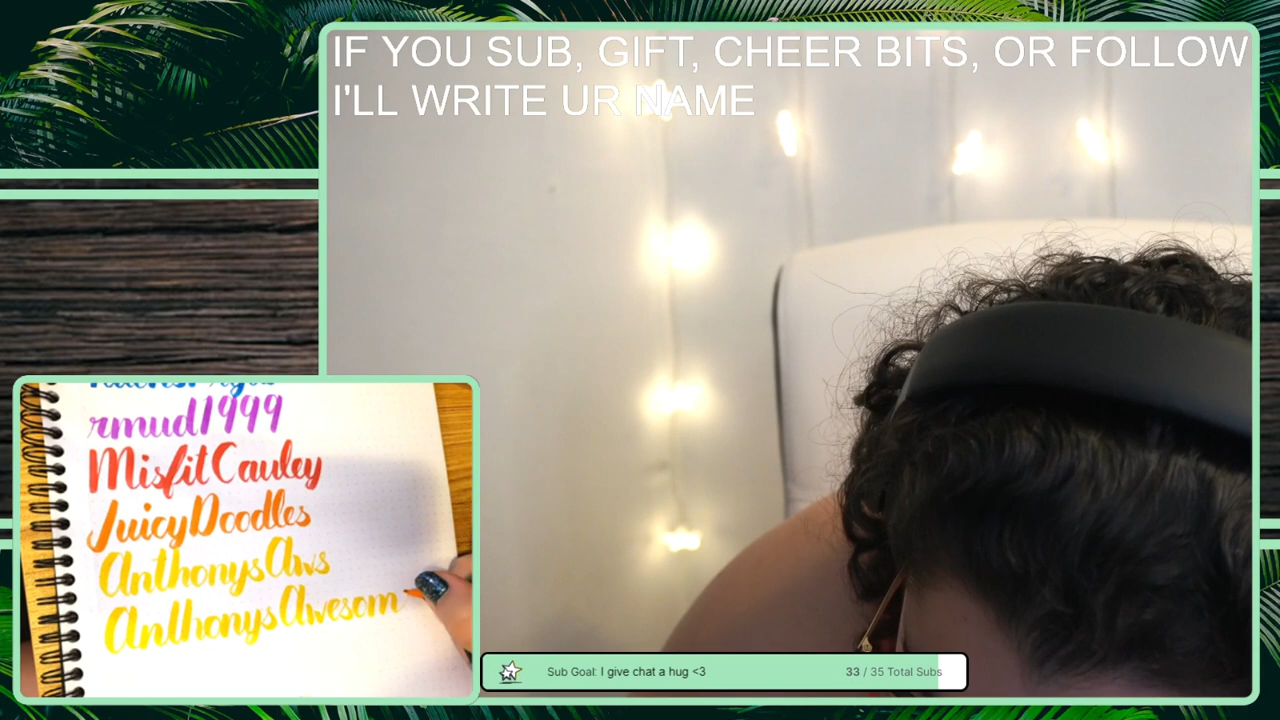 IF YOU SUB, GIFT, CHEER BITS, OR FOLLOW
I'LL WRITE UR NAME
rmud1999
MisfitCauley
JuicyDoodles
AnthonysAws
AnthonysAwesom
Sub Goal: I give chat a hug <3
33 / 35 Total Subs